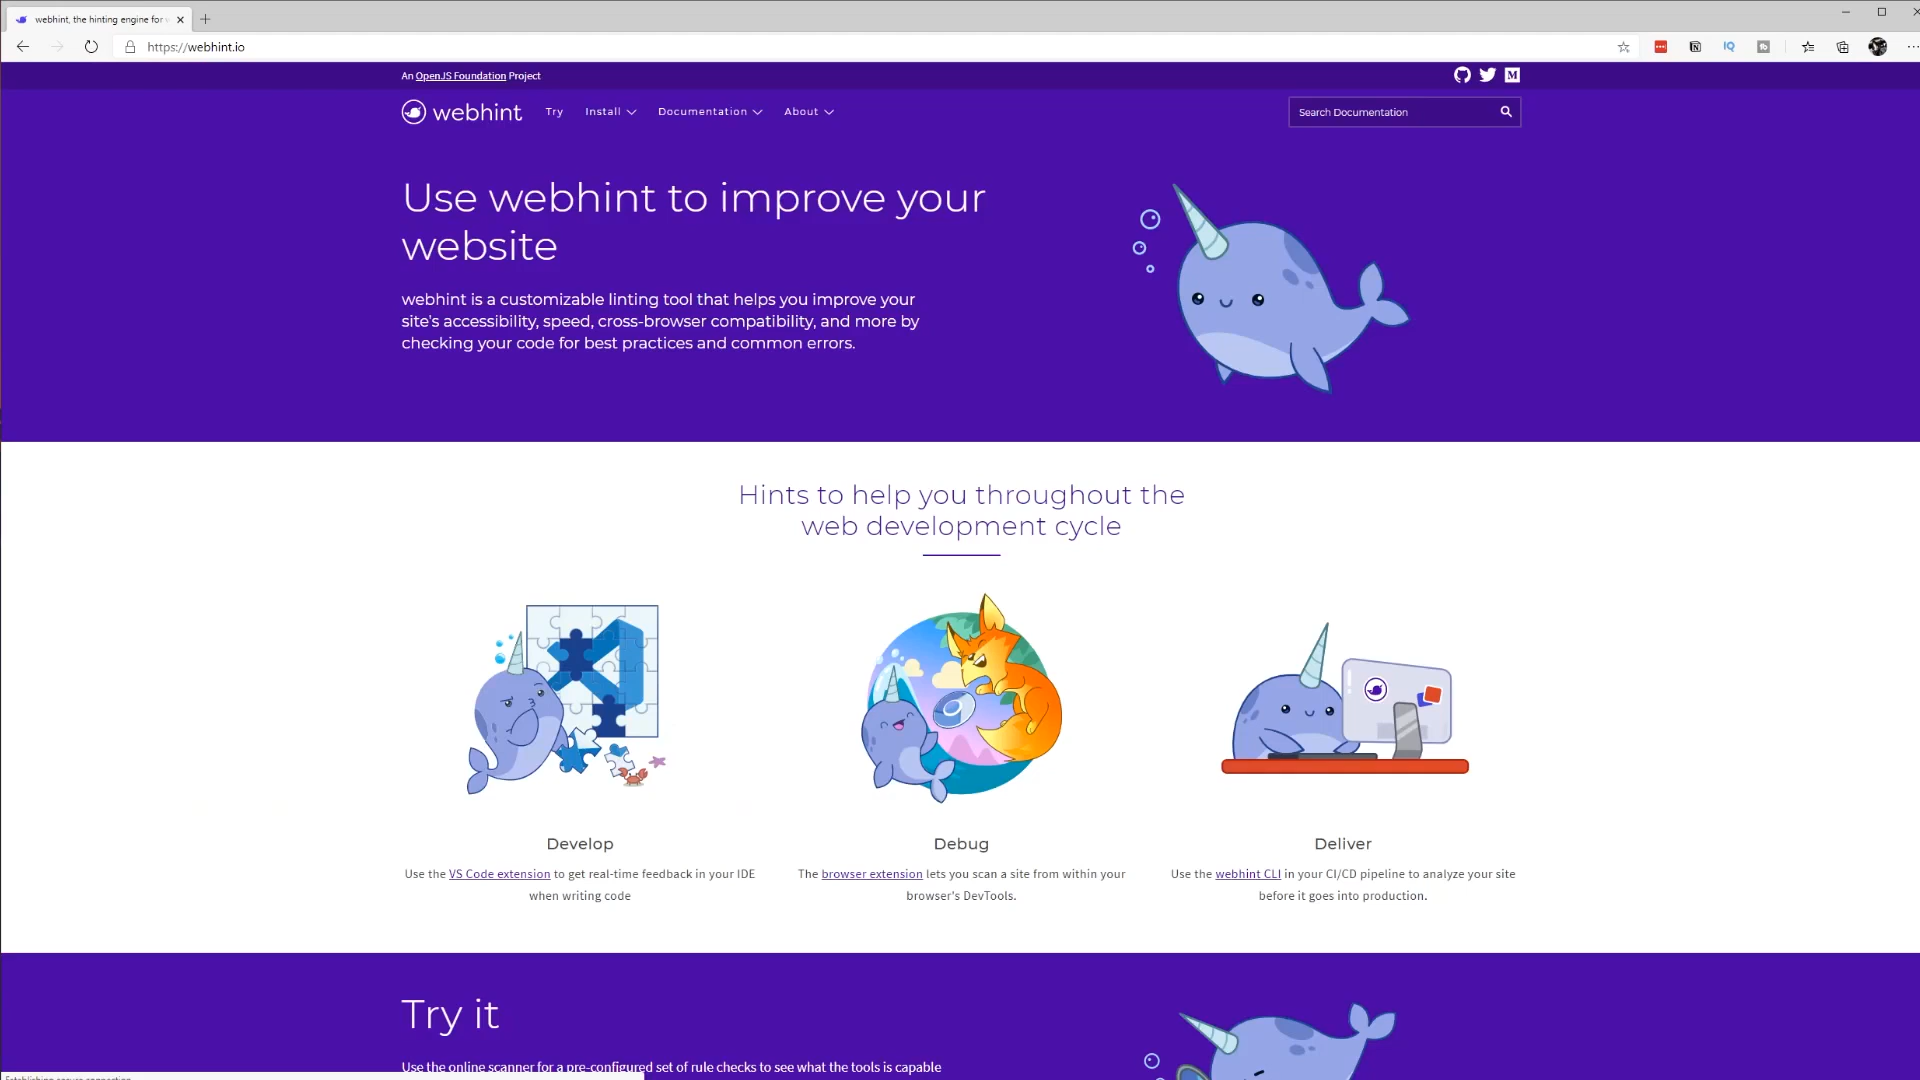 webhint, the hinting engine for
https://webhint.io
An OpenJS Foundation Project
M
webhint
Try
Install
Documentation
About
Search Documentation
Use webhint to improve your
website
webhint is a customizable linting tool that helps you improve your
site's accessibility, speed, cross-browser compatibility, and more by
checking your code for best practices and common errors.
Hints to help you throughout the
web development cycle
Develop
Use the VS Code extension to get real-time feedback in your IDE
when writing code
Debug
The browser extension lets you scan a site from within your
browser's DevTools.
Deliver
Use the webhint CLI in your CI/CD pipeline to analyze your site
before it goes into production.
Try it
Use the online scanner for a pre-configured set of rule checks to see what the tools is capable